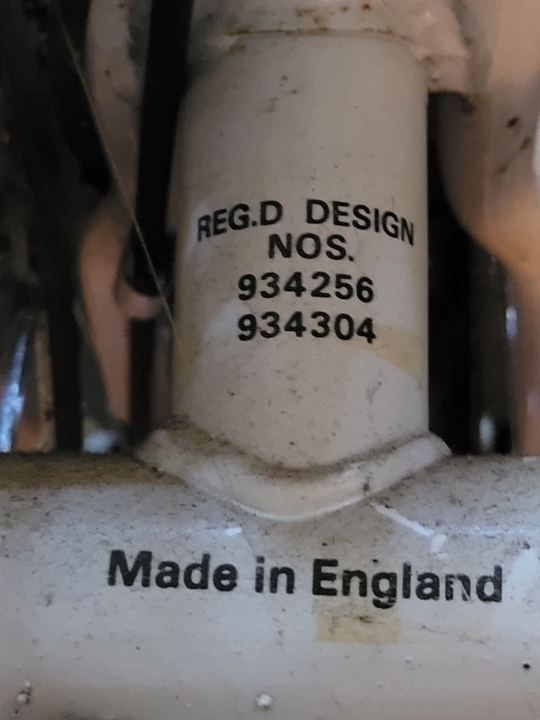 REG.D DESIGN
NOS.
934256
934304
Made in England